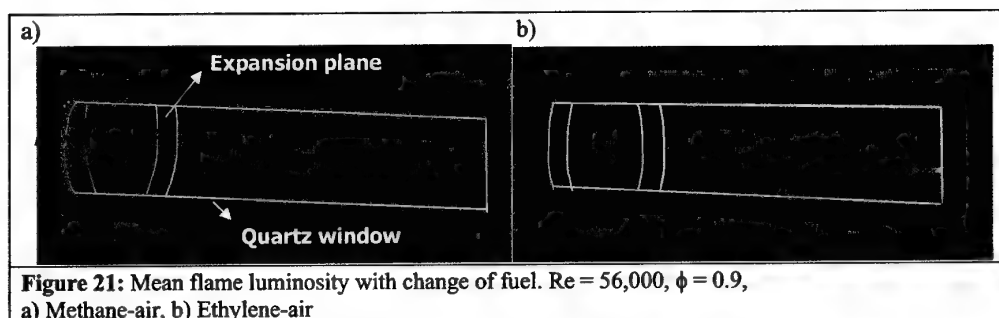 a)
b)
Expansion plane
Quartz window
Figure 21: Mean flame luminosity with change of fuel. Re = 56,000, ϕ = 0.9,
a) Methane-air, b) Ethylene-air